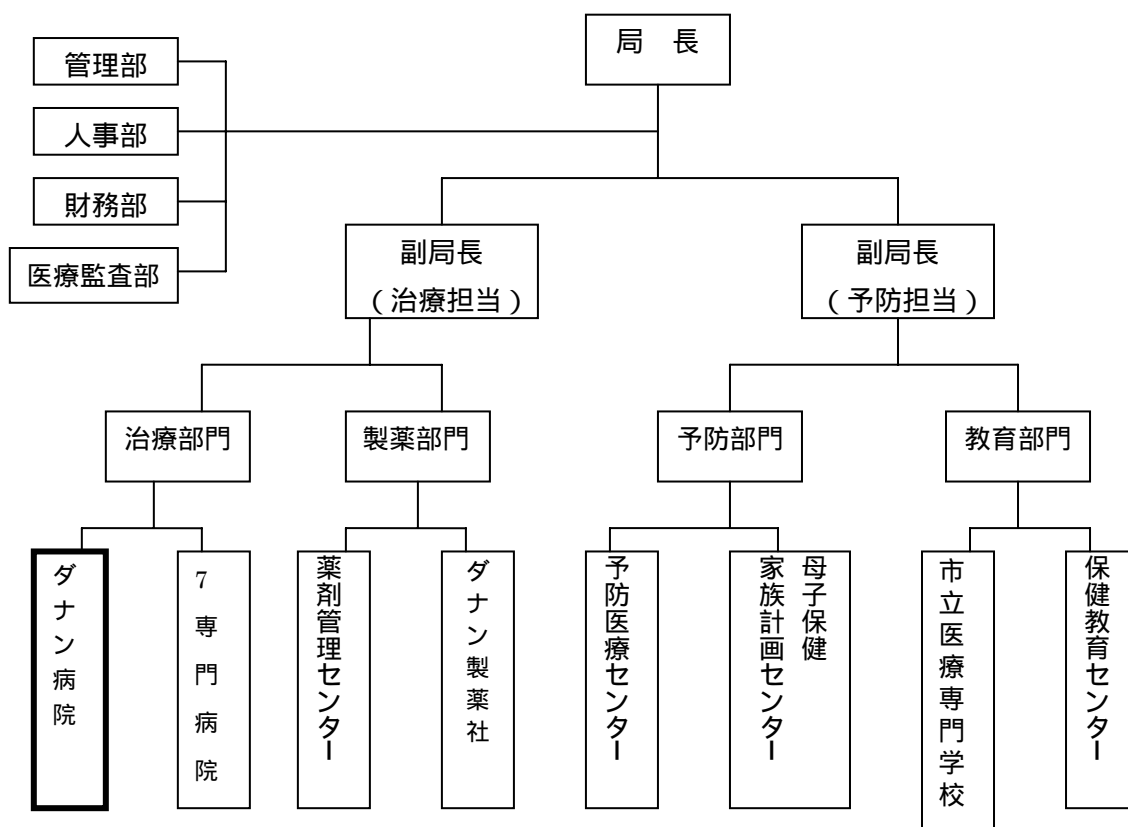 局　長
管理部
人事部
財務部
医療監査部
副局長
（治療担当）
副局長
（予防担当）
治療部門
製薬部門
予防部門
教育部門
ダナン病院
7専門病院
薬剤管理センター
ダナン製薬社
予防医療センター
母子保健
家族計画センター
市立医療専門学校
保健教育センター